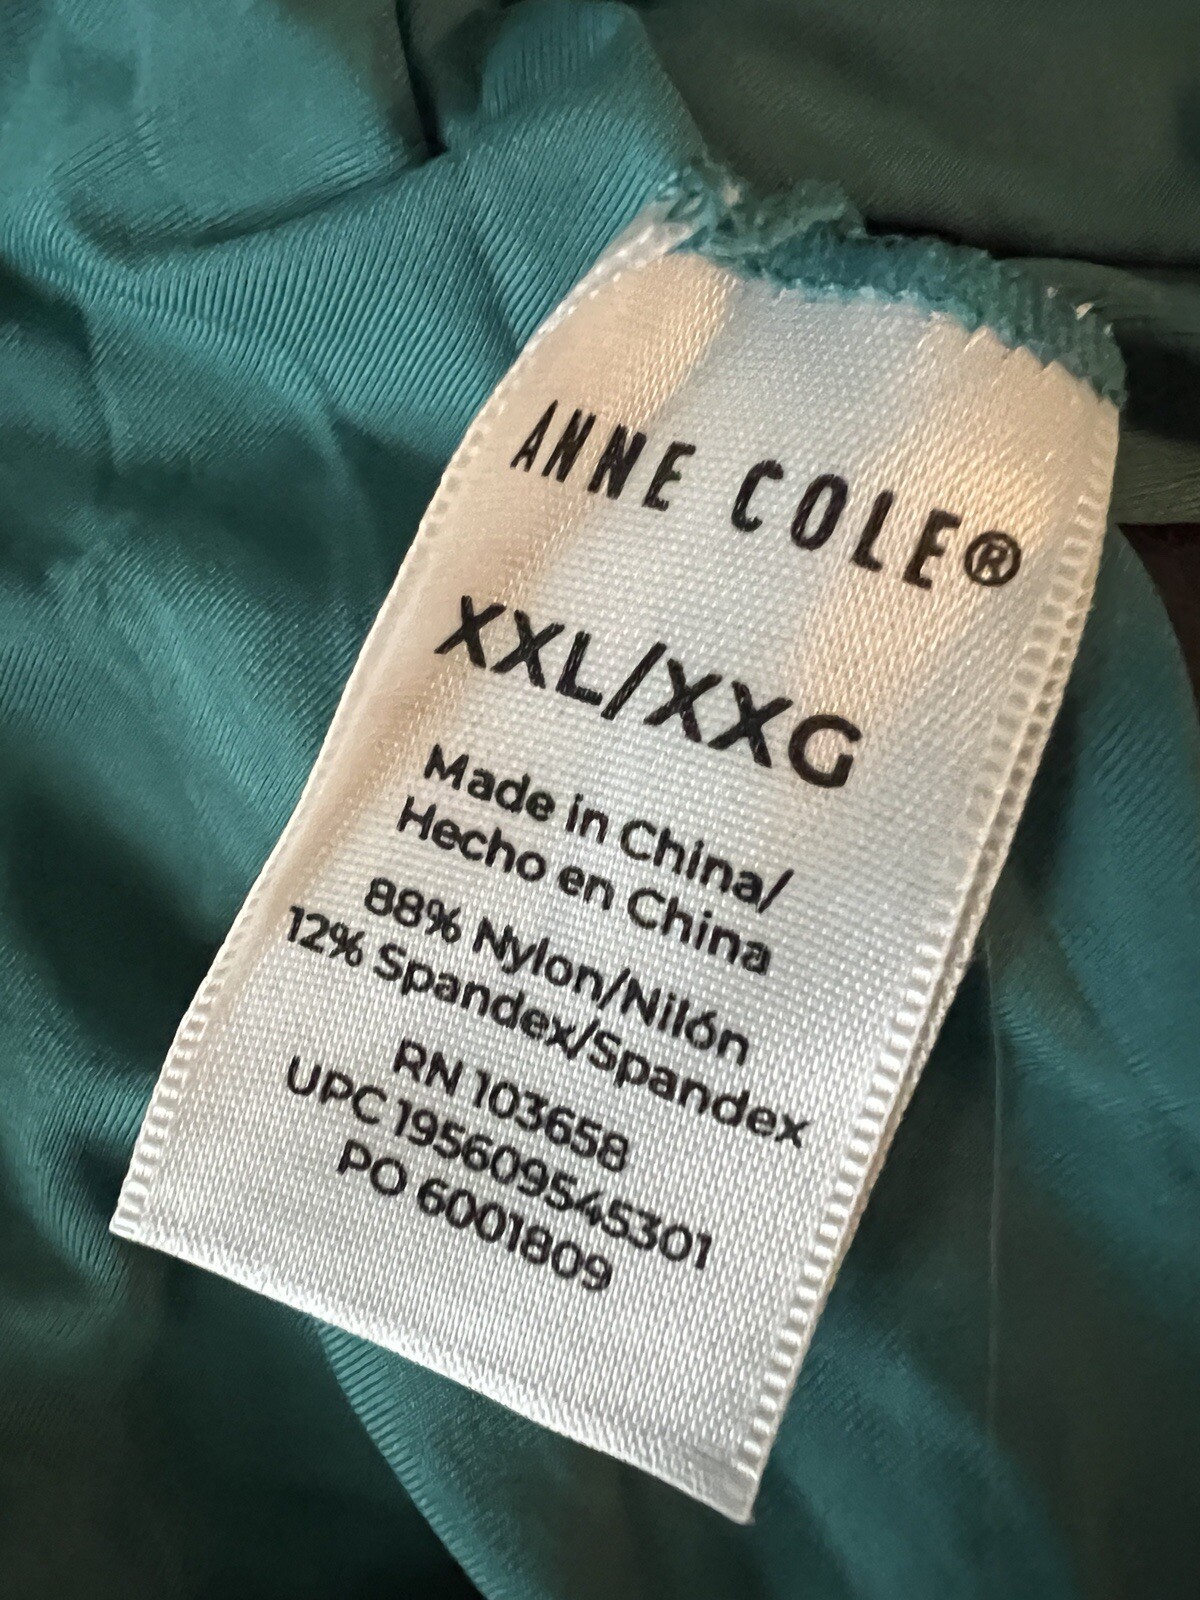 ANNE COLE®
XXL/XXG
Made in China/
Hecho en China
88% Nylon/Nilón
12% Spandex/Spandex
RN 103658
UPC 195609545301
PO 6001809